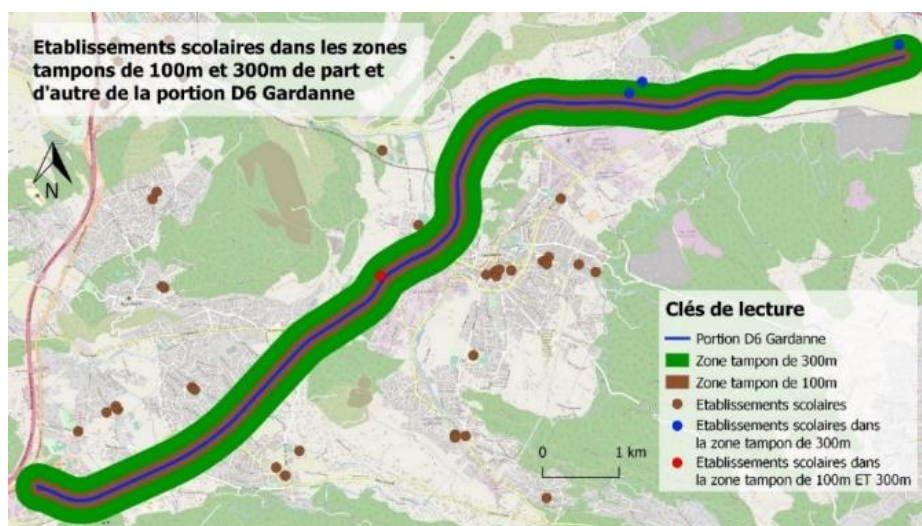 Etablissements scolaires dans les zones
tampons de 100m et 300m de part et
d'autre de la portion D6 Gardanne
N
Clés de lecture
Portion D6 Gardanne
Zone tampon de 300m
Zone tampon de 100m
Etablissements scolaires
Etablissements scolaires dans
la zone tampon de 300m
Etablissements scolaires dans
la zone tampon de 100m ET 300m
0 1 km